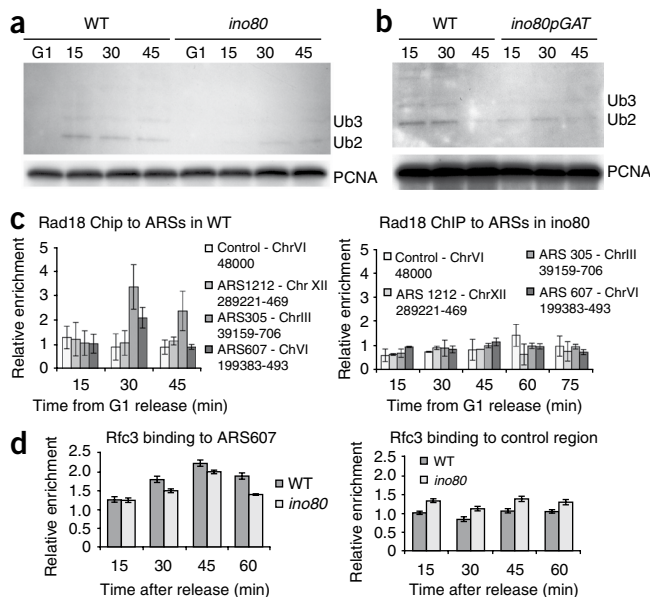 a
WT ino80
G1 15 30 45 G1 15 30 45
Ub3
Ub2
PCNA
b
WT ino80pGAT
15 30 45 15 30 45
Ub3
Ub2
PCNA
c
Rad18 Chip to ARSs in WT
Relative enrichment
5
4
3
2
1
0
Control - ChrVI
48000
ARS1212 - Chr XII
289221-469
ARS305 - ChrIII
39159-706
ARS607 - ChVI
199383-493
15 30 45
Time from G1 release (min)
Rad18 ChIP to ARSs in ino80
Relative enrichment
5
4
3
2
1
0
Control - ChrVI
48000
ARS 1212 - ChrXII
289221-469
ARS 305 - ChrIII
39159-706
ARS 607 - ChVI
199383-493
15 30 45 60 75
Time from G1 release (min)
d
Rfc3 binding to ARS607
Relative enrichment
2.5
2.0
1.5
1.0
0.5
0
WT
ino80
15 30 45 60
Time after release (min)
Rfc3 binding to control region
Relative enrichment
2.0
1.5
1.0
0.5
0
WT
ino80
15 30 45 60
Time after release (min)